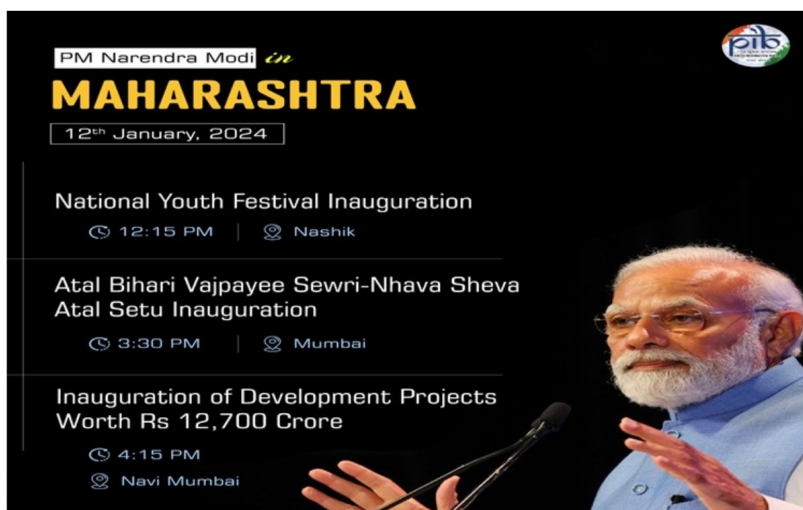 PM Narendra Modi in
MAHARASHTRA
12th January, 2024
pib
National Youth Festival Inauguration
12:15 PM | Nashik
Atal Bihari Vajpayee Sewri-Nhava Sheva
Atal Setu Inauguration
3:30 PM | Mumbai
Inauguration of Development Projects
Worth Rs 12,700 Crore
4:15 PM
Navi Mumbai